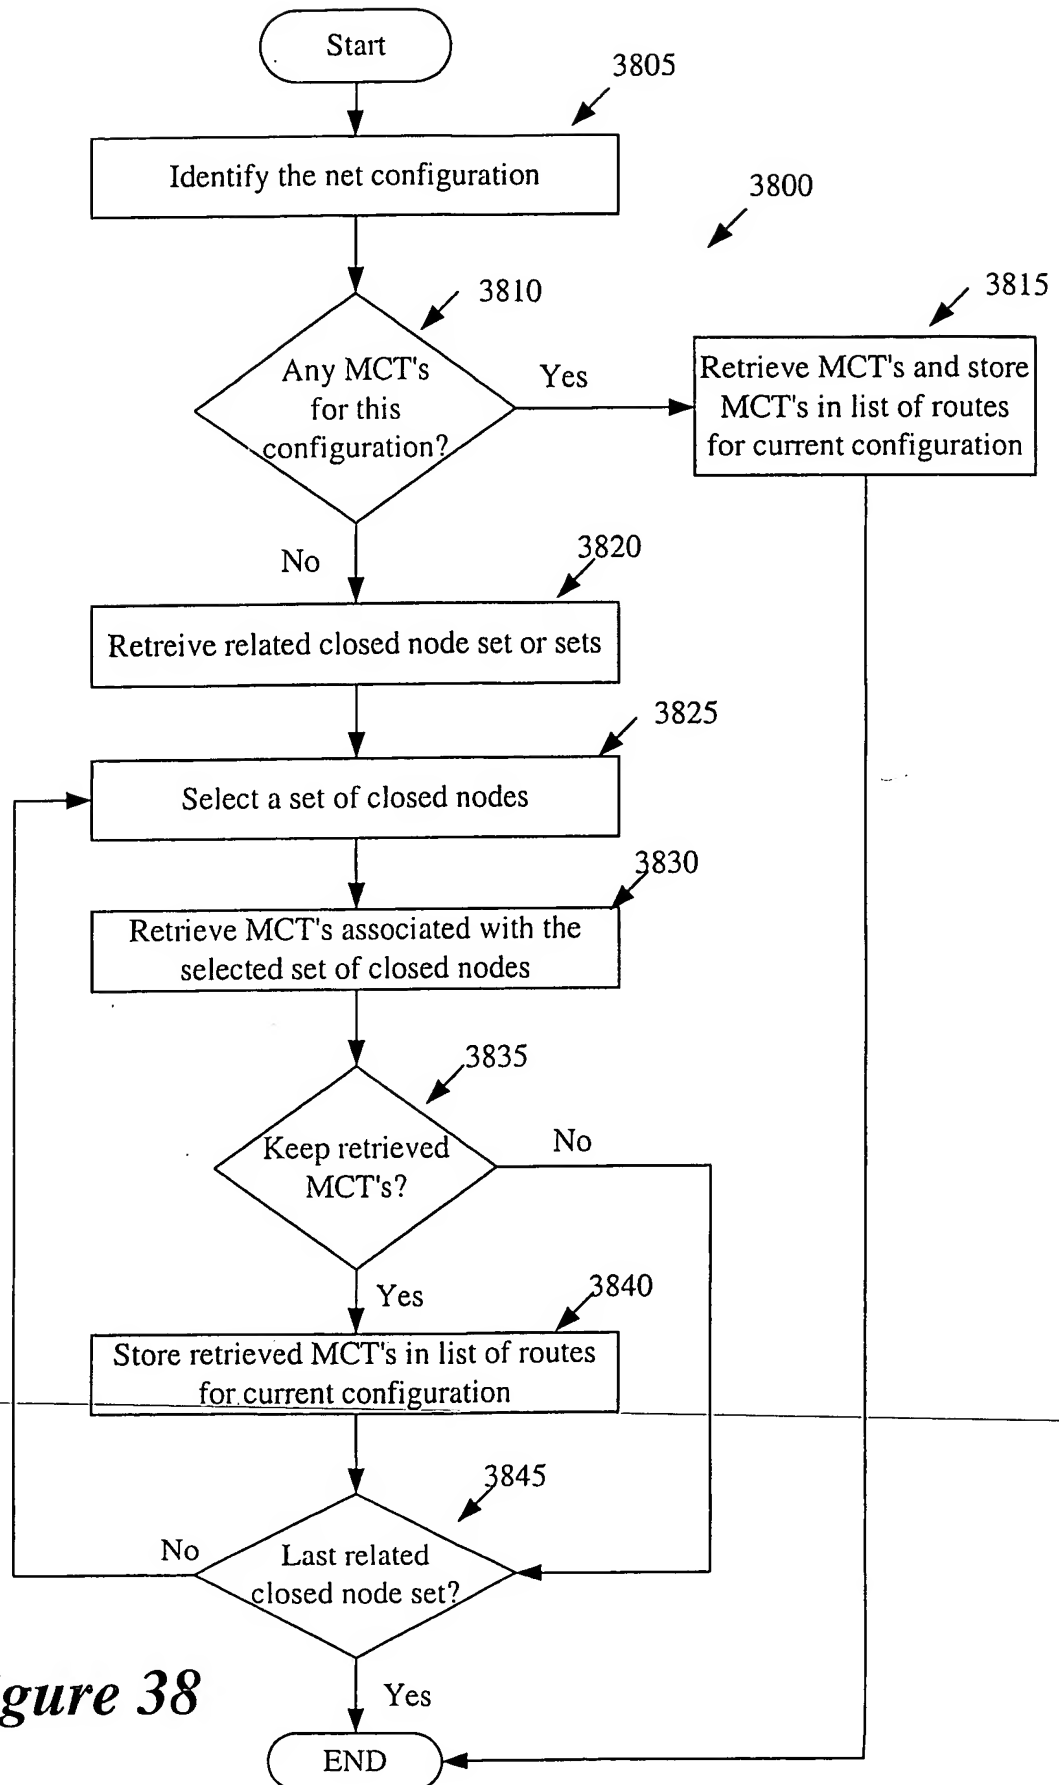 Start
3805
Identify the net configuration
3800
3810
3815
Any MCT's
for this
configuration?
Yes
Retrieve MCT's and store
MCT's in list of routes
for current configuration
No
3820
Retreive related closed node set or sets
3825
Select a set of closed nodes
3830
Retrieve MCT's associated with the
selected set of closed nodes
3835
Keep retrieved
MCT's?
No
Yes
3840
Store retrieved MCT's in list of routes
for current configuration
3845
No
Last related
closed node set?
Yes
gure 38
END